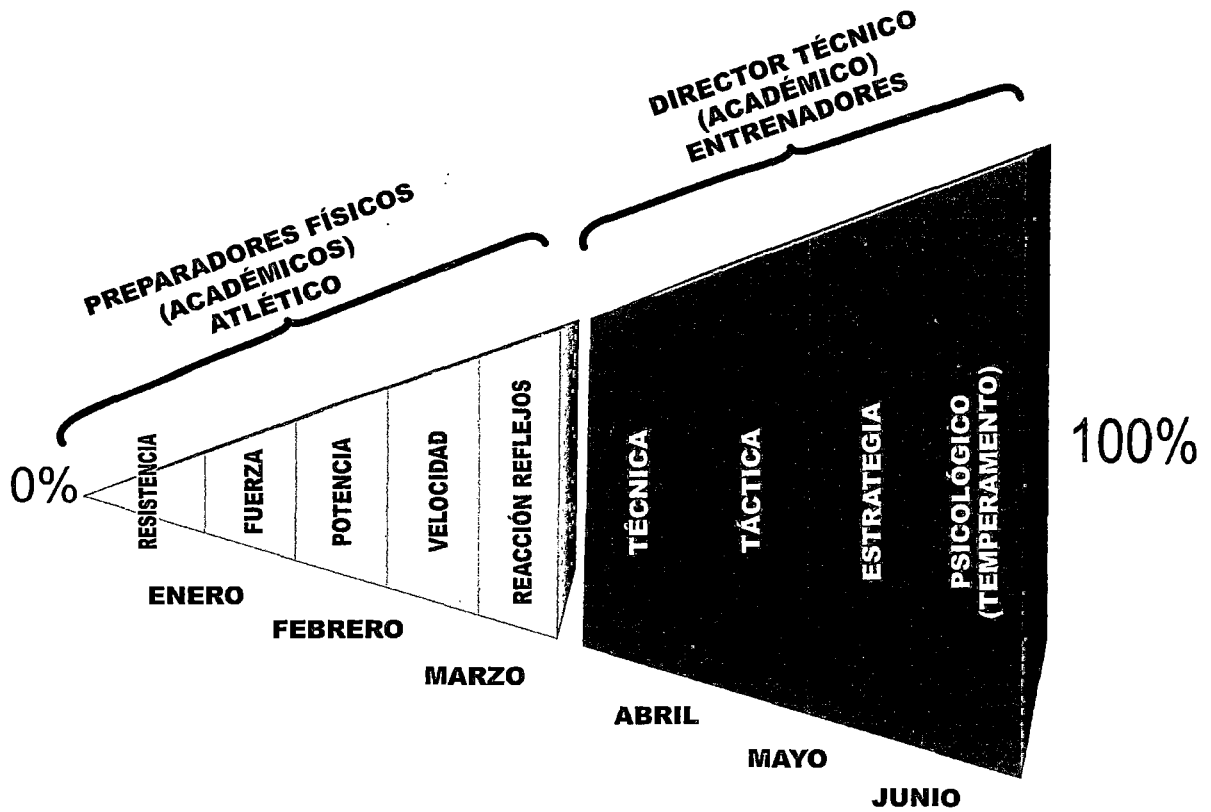 DIRECTOR TÉCNICO
(ACADÉMICO)
ENTRENADORES
PREPARADORES FÍSICOS
(ACADÉMICOS)
ATLÉTICO
0%
RESISTENCIA
FUERZA
POTENCIA
VELOCIDAD
REACCIÓN REFLEJOS
TÉCNICA
TÁCTICA
ESTRATEGIA
PSICOLÓGICO
(TEMPERAMENTO)
100%
ENERO
FEBRERO
MARZO
ABRIL
MAYO
JUNIO